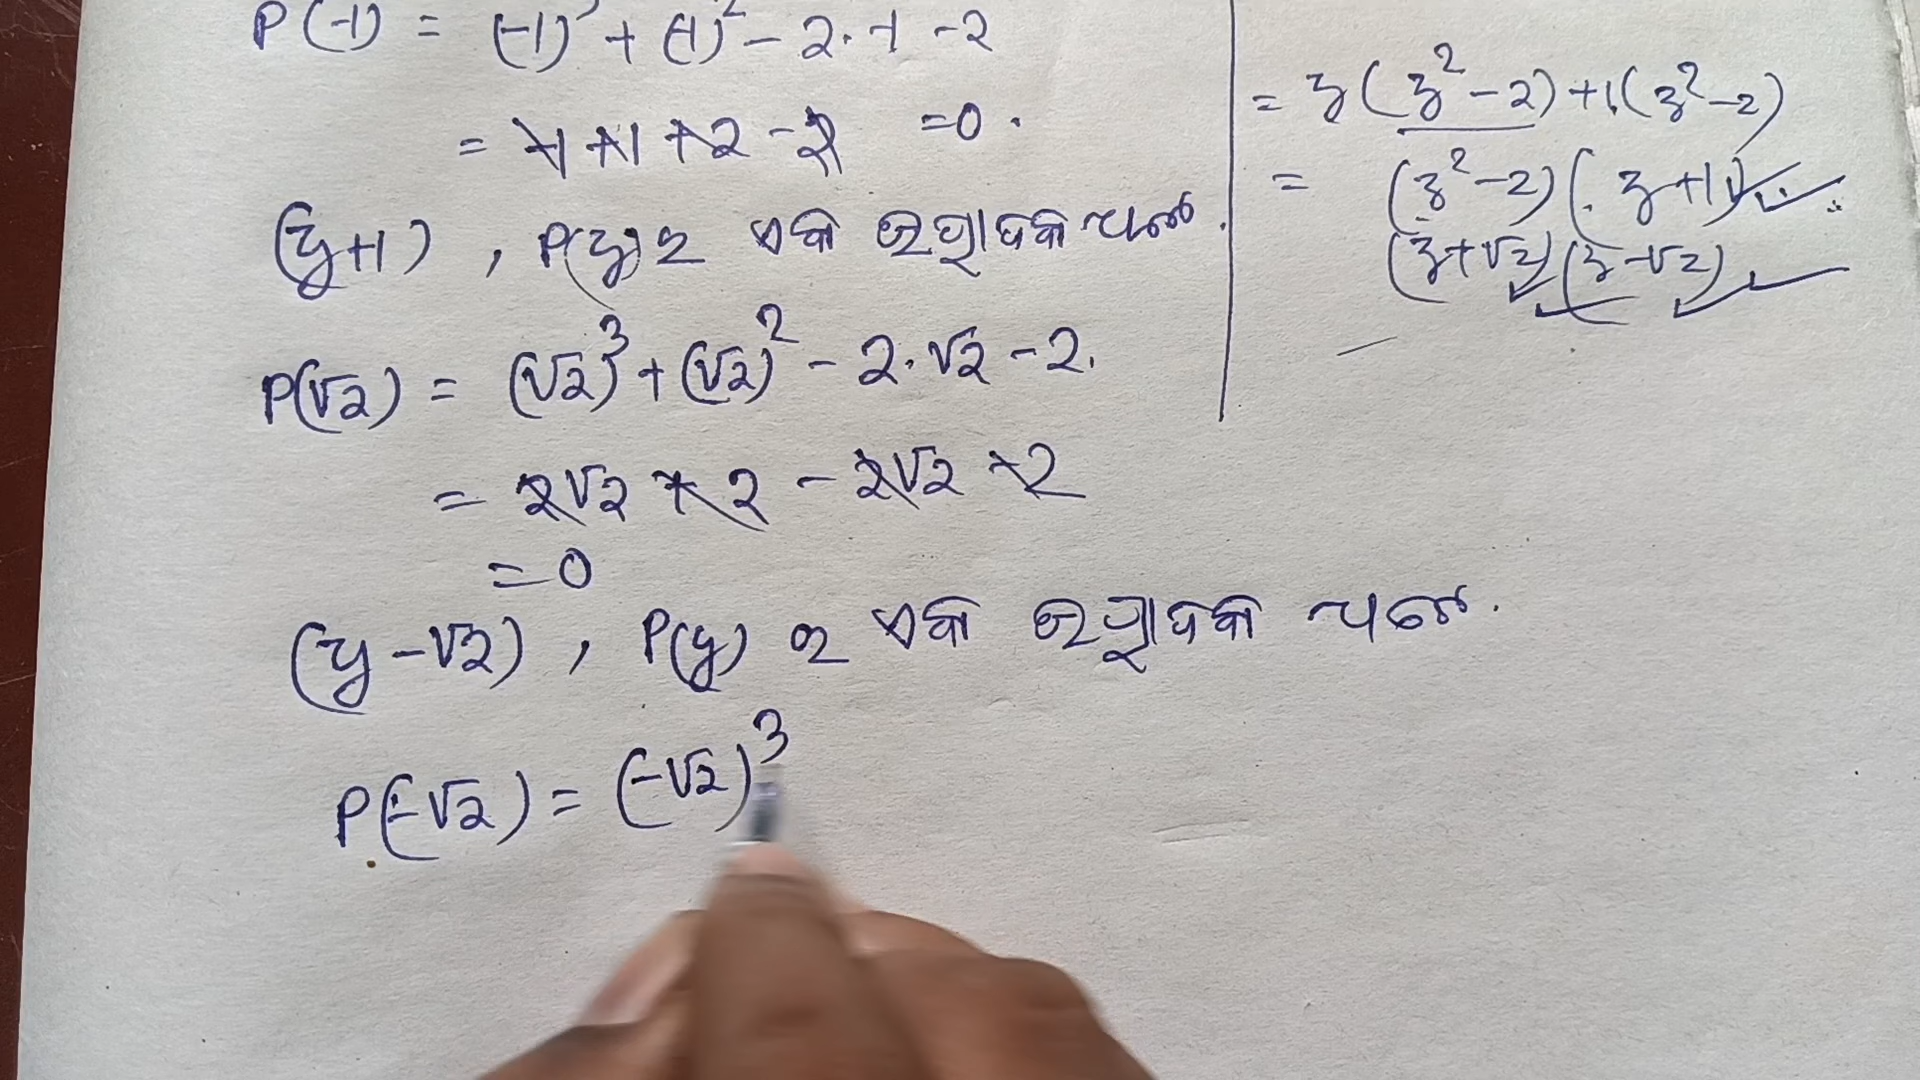 P(-1) = (-1)³ + (-1)² - 2·-1 - 2
= -1 + 1 + 2 - 2 = 0.
(y+1), P(y) ର ଏକ ଉତ୍ପାଦକ ଅଟେ.
P(√2) = (√2)³ + (√2)² - 2·√2 - 2.
= 2√2 + 2 - 2√2 - 2
= 0
(y - √2), P(y) ର ଏକ ଉତ୍ପାଦକ ଅଟେ.
P(-√2) = (-√2)³
= y(y² - 2) + 1(y² - 2)
= (y² - 2)(y + 1)
(y + √2)(y - √2)